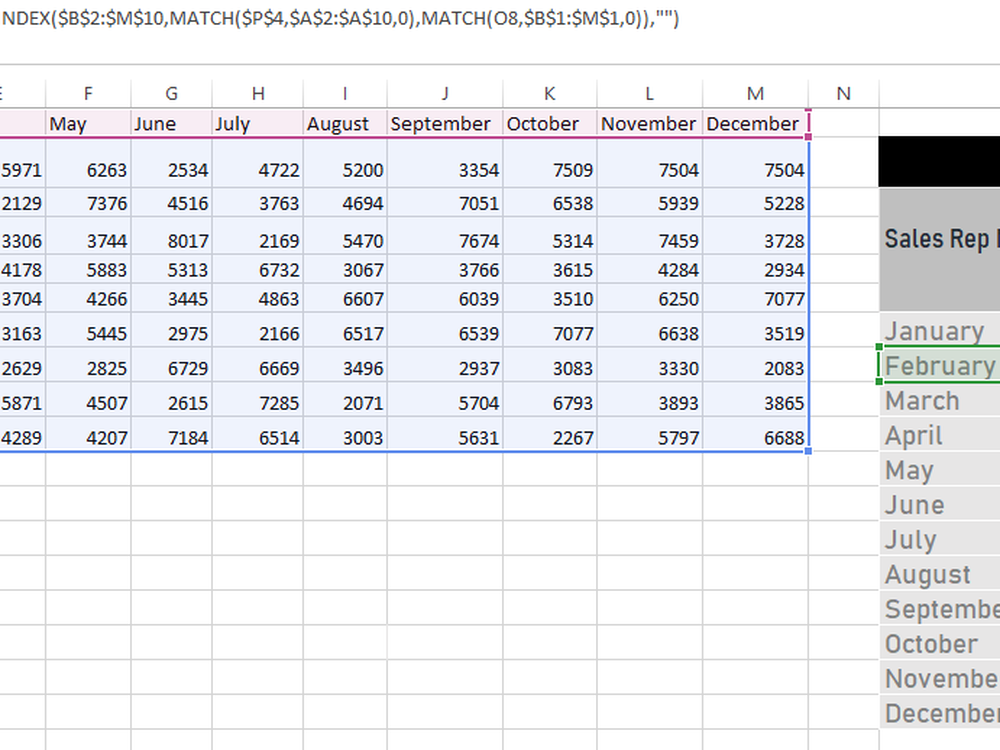 NDEX($B$2:$M$10,MATCH($P$4,$A$2:$A$10,0),MATCH(O8,$B$1:$M$1,0)),"")
F G H I J K L M N
May June July August September October November December
5971 6263 2534 4722 5200 3354 7509 7504 7504
2129 7376 4516 3763 4694 7051 6538 5939 5228
3306 3744 8017 2169 5470 7674 5314 7459 3728
Sales Rep
4178 5883 5313 6732 3067 3766 3615 4284 2934
3704 4266 3445 4863 6607 6039 3510 6250 7077
3163 5445 2975 2166 6517 6539 7077 6638 3519 January
2629 2825 6729 6669 3496 2937 3083 3330 2083 February
5871 4507 2615 7285 2071 5704 6793 3893 3865 March
4289 4207 7184 6514 3003 5631 2267 5797 6688 April
May
June
July
August
Septembe
October
Novembe
December